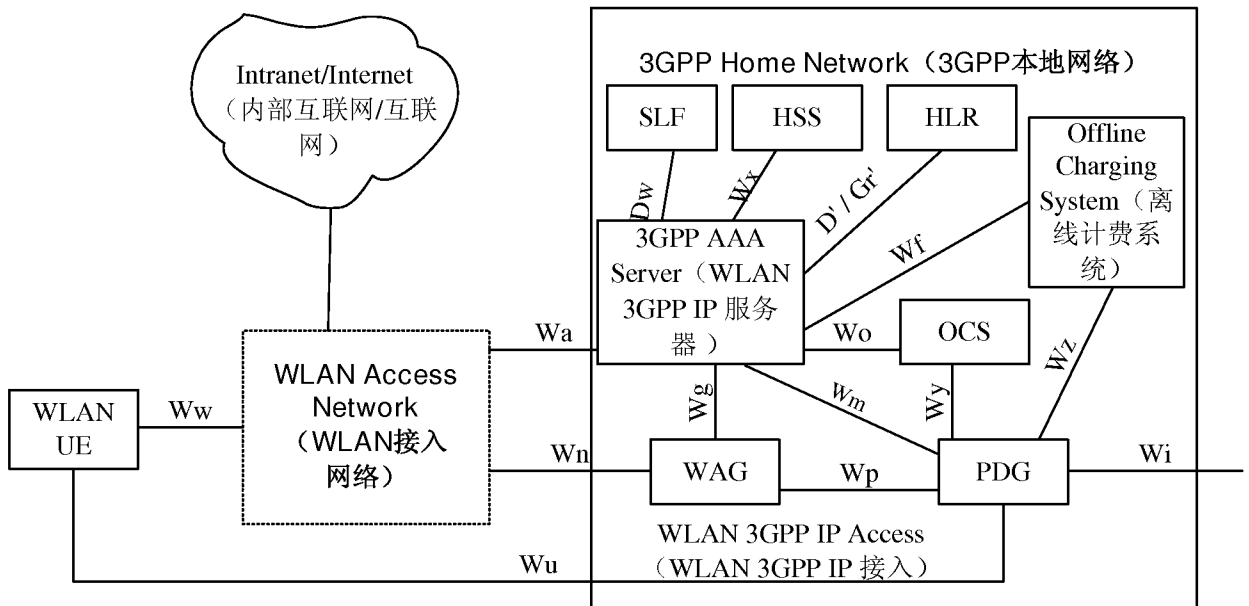 Intranet/Internet
（内部互联网/互联
网）
3GPP Home Network（3GPP本地网络）
SLF
HSS
HLR
Offline
Charging
System（离
线计费系
统）
Dw
Wx
D' / Gr'
Wf
3GPP AAA
Server（WLAN
3GPP IP 服务
器 ）
Wa
Wo
OCS
Wz
WLAN Access
Network
（WLAN接入
网络）
WLAN
UE
Ww
Wg
Wm
Wy
Wn
WAG
Wp
PDG
Wi
WLAN 3GPP IP Access
（WLAN 3GPP IP 接入）
Wu